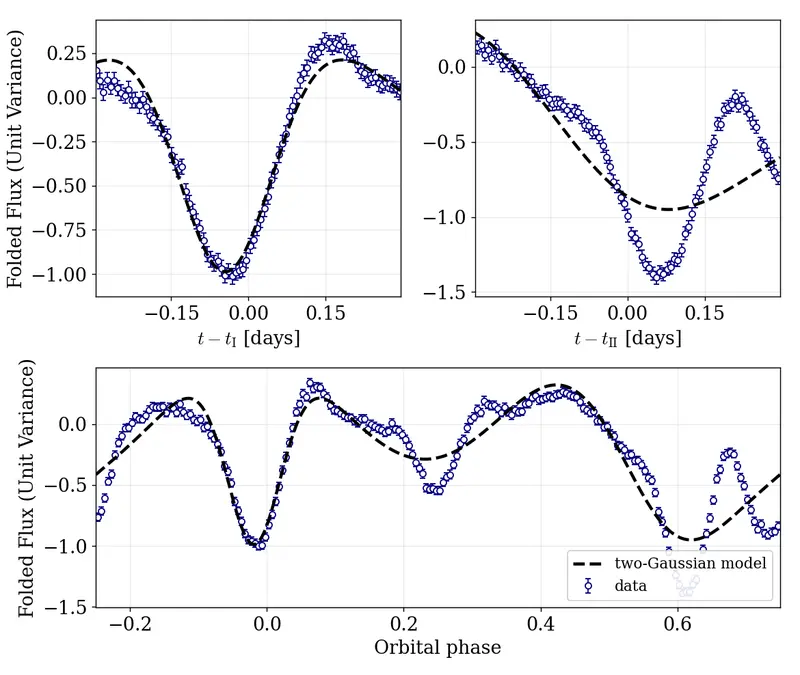 Folded Flux (Unit Variance)
0.25
0.00
−0.25
−0.50
−0.75
−1.00
−0.15 0.00 0.15
t − t_I [days]
0.0
−0.5
−1.0
−1.5
−0.15 0.00 0.15
t − t_II [days]
Folded Flux (Unit Variance)
0.0
−0.5
−1.0
−1.5
−0.2 0.0 0.2 0.4 0.6
Orbital phase
two-Gaussian model
data